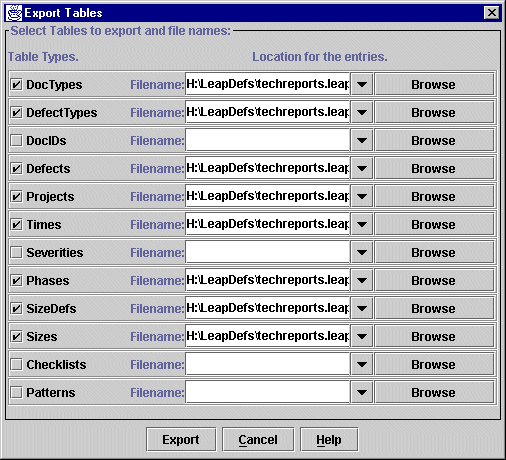 Export Tables
Select Tables to export and file names:
Table Types. Location for the entries.
DocTypes Filename: H:\LeapDefs\techreports.leap Browse
DefectTypes Filename: H:\LeapDefs\techreports.leap Browse
DocIDs Filename: Browse
Defects Filename: H:\LeapDefs\techreports.leap Browse
Projects Filename: H:\LeapDefs\techreports.leap Browse
Times Filename: H:\LeapDefs\techreports.leap Browse
Severities Filename: Browse
Phases Filename: H:\LeapDefs\techreports.leap Browse
SizeDefs Filename: H:\LeapDefs\techreports.leap Browse
Sizes Filename: H:\LeapDefs\techreports.leap Browse
Checklists Filename: Browse
Patterns Filename: Browse
Export Cancel Help